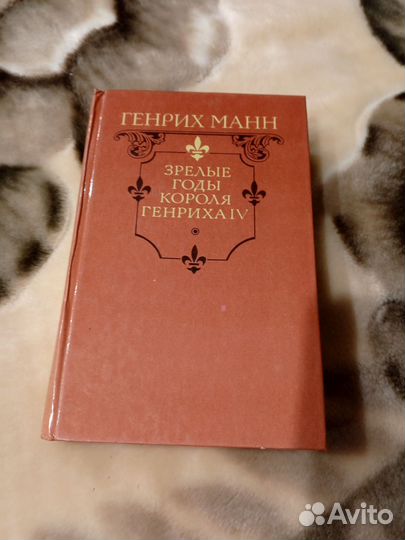 ГЕНРИХ МАНН
ЗРЕЛЫЕ
ГОДЫ
КОРОЛЯ
ГЕНРИХА IV
Avito